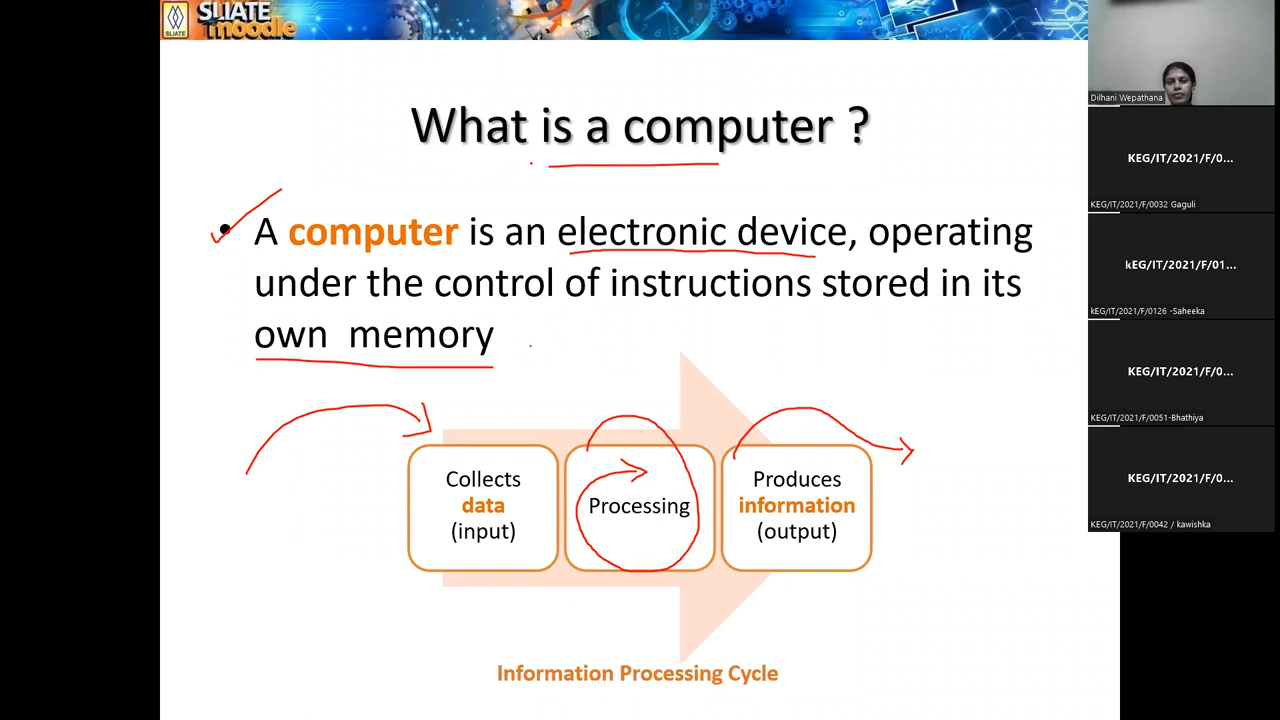 SLIATE
moodle
SLIATE
What is a computer ?
• A computer is an electronic device, operating
under the control of instructions stored in its
own memory
Collects
data
(input)
Processing
Produces
information
(output)
Information Processing Cycle
Dilhani Wepathana
KEG/IT/2021/F/0...
KEG/IT/2021/F/0032 Gaguli
kEG/IT/2021/F/01...
kEG/IT/2021/F/0126 -Saheeka
KEG/IT/2021/F/0...
KEG/IT/2021/F/0051-Bhathiya
KEG/IT/2021/F/0...
KEG/IT/2021/F/0042 / kawishka